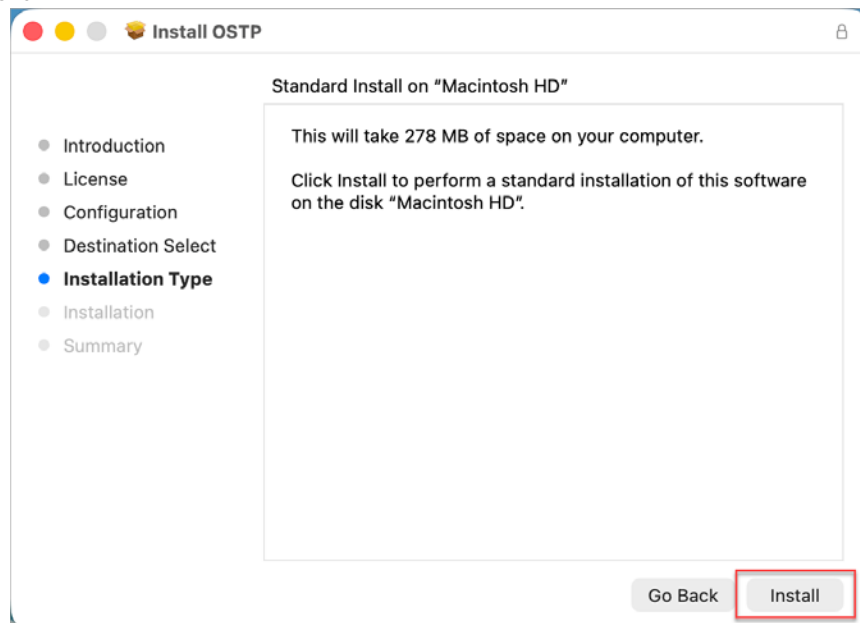 Install OSTP
Standard Install on “Macintosh HD”
Introduction
License
Configuration
Destination Select
Installation Type
Installation
Summary
This will take 278 MB of space on your computer.
Click Install to perform a standard installation of this software
on the disk “Macintosh HD”.
Go Back
Install